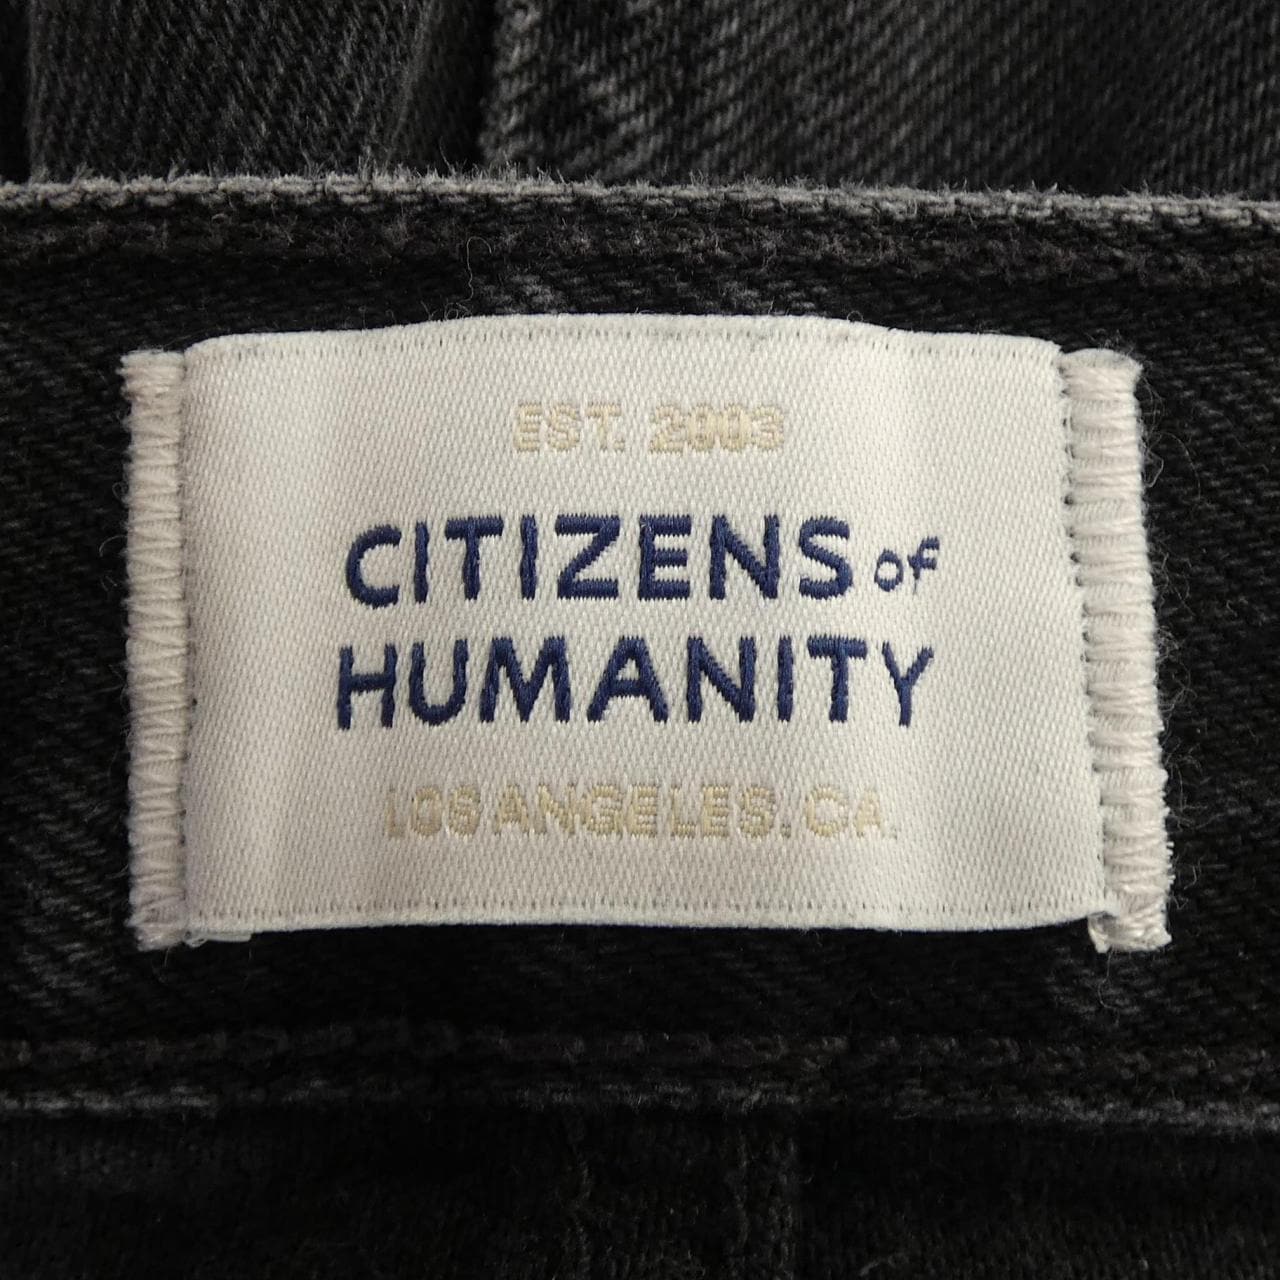 EST. 2003
CITIZENS of
HUMANITY
LOS ANGELES, CA.